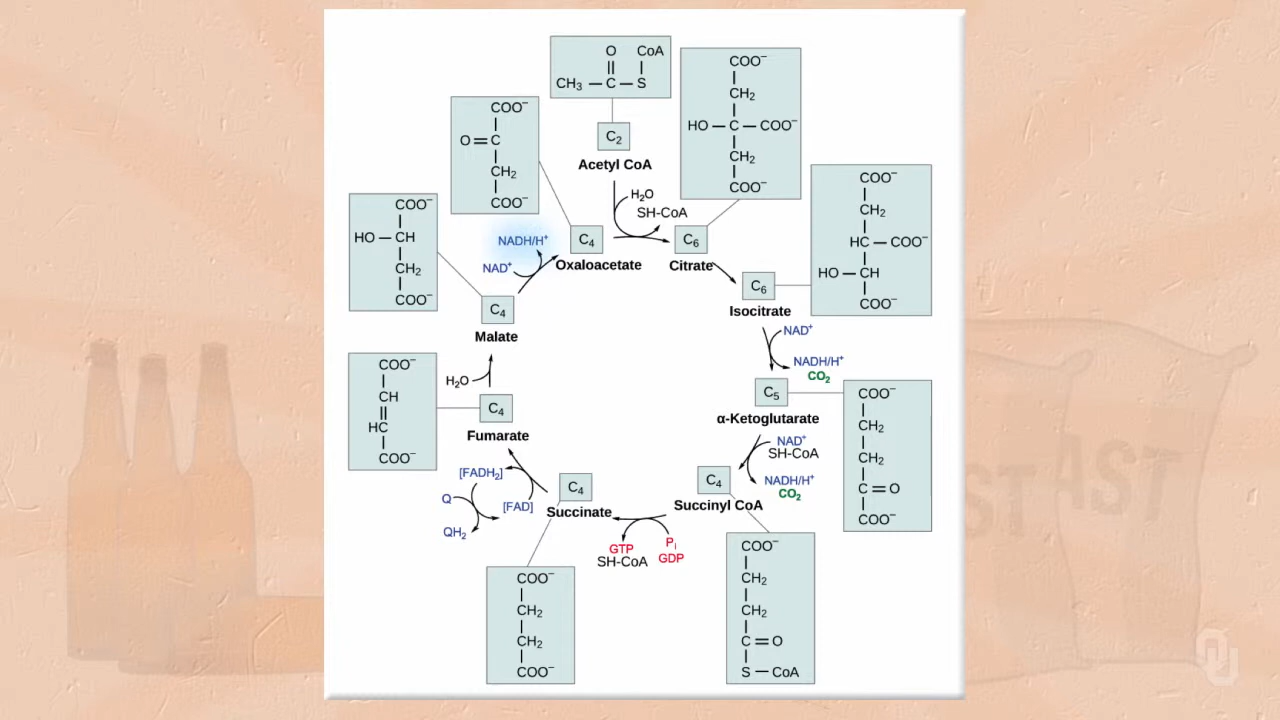 O CoA
||
CH₃ — C — S
C₂
Acetyl CoA
H₂O
SH-CoA
COO⁻
CH₂
HO — C — COO⁻
CH₂
COO⁻
C₆
Citrate
COO⁻
CH₂
HC — COO⁻
HO — CH
COO⁻
C₆
Isocitrate
NAD⁺
NADH/H⁺
CO₂
C₅
α-Ketoglutarate
COO⁻
CH₂
CH₂
C = O
COO⁻
NAD⁺
SH-CoA
NADH/H⁺
CO₂
C₄
Succinyl CoA
COO⁻
CH₂
CH₂
C = O
S — CoA
Pᵢ
GDP
GTP
SH-CoA
C₄
Succinate
COO⁻
CH₂
CH₂
COO⁻
[FAD]
[FADH₂]
Q
QH₂
C₄
Fumarate
COO⁻
CH
||
HC
COO⁻
H₂O
C₄
Malate
COO⁻
HO — CH
CH₂
COO⁻
NAD⁺
NADH/H⁺
C₄
Oxaloacetate
COO⁻
O = C
CH₂
COO⁻
AST
OU